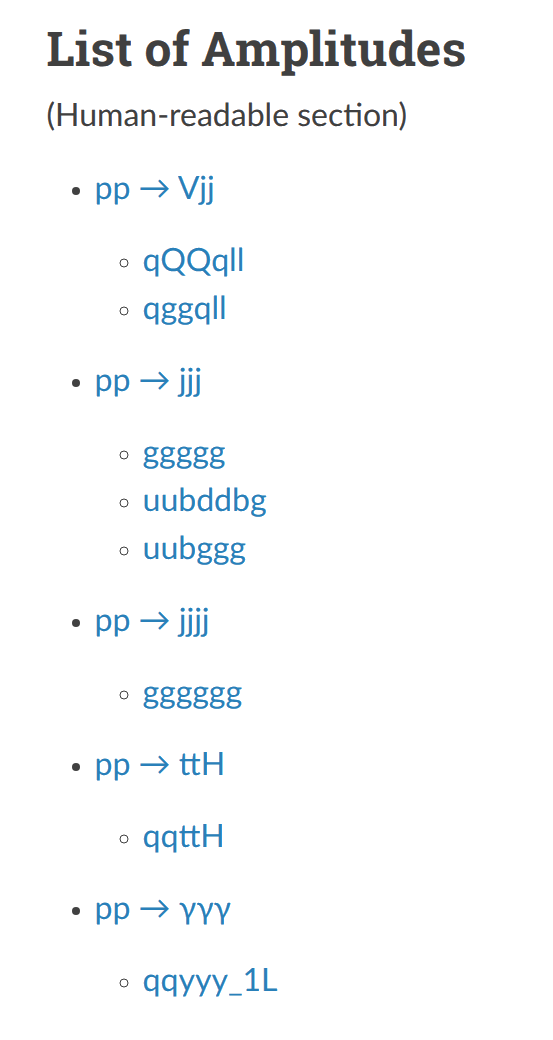 List of Amplitudes
(Human-readable section)
• pp → Vjj
◦ qQQqll
◦ qggqll
• pp → jjj
◦ ggggg
◦ uubddbg
◦ uubggg
• pp → jjjj
◦ gggggg
• pp → ttH
◦ qqttH
• pp → γγγ
◦ qqyyy_1L